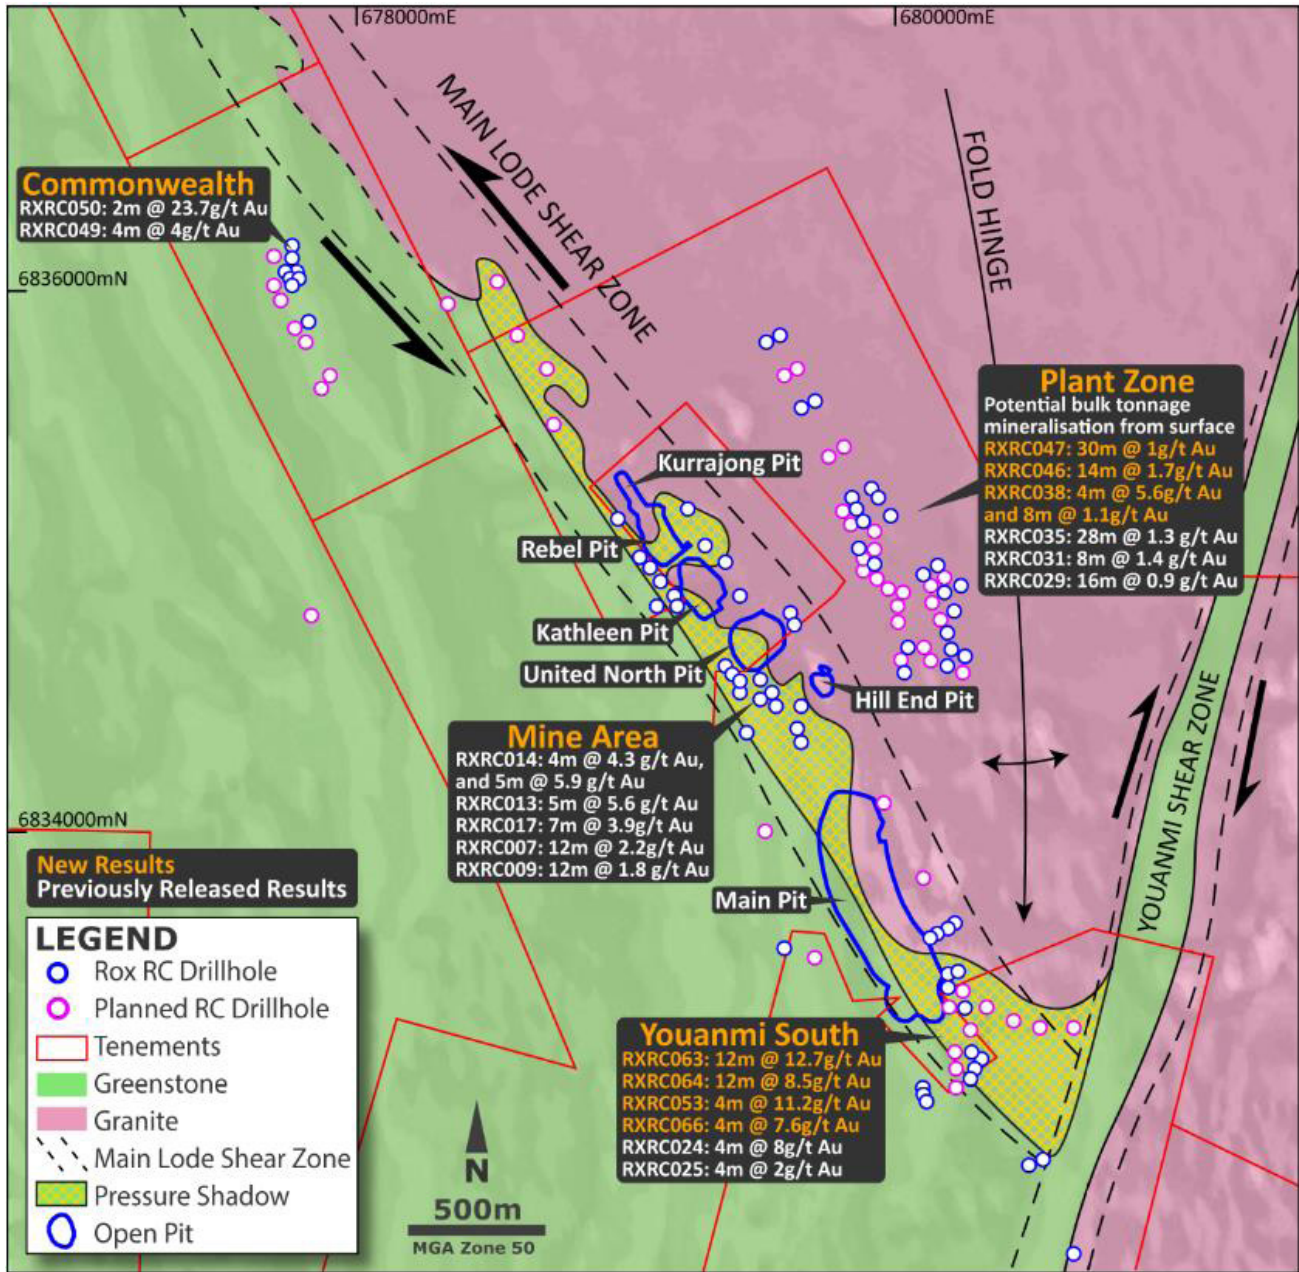 678000mE
680000mE
MAIN LODE SHEAR ZONE
FOLD HINGE
Commonwealth
RXRC050: 2m @ 23.7g/t Au
RXRC049: 4m @ 4g/t Au
6836000mN
Plant Zone
Potential bulk tonnage
mineralisation from surface
RXRC047: 30m @ 1g/t Au
RXRC046: 14m @ 1.7g/t Au
RXRC038: 4m @ 5.6g/t Au
and 8m @ 1.1g/t Au
RXRC035: 28m @ 1.3 g/t Au
RXRC031: 8m @ 1.4 g/t Au
RXRC029: 16m @ 0.9 g/t Au
Kurrajong Pit
Rebel Pit
Kathleen Pit
United North Pit
Hill End Pit
Mine Area
RXRC014: 4m @ 4.3 g/t Au,
and 5m @ 5.9 g/t Au
RXRC013: 5m @ 5.6 g/t Au
RXRC017: 7m @ 3.9g/t Au
RXRC007: 12m @ 2.2g/t Au
RXRC009: 12m @ 1.8 g/t Au
YOUANMI SHEAR ZONE
6834000mN
Main Pit
New Results
Previously Released Results
LEGEND
Rox RC Drillhole
Planned RC Drillhole
Tenements
Greenstone
Granite
Main Lode Shear Zone
Pressure Shadow
Open Pit
Youanmi South
RXRC063: 12m @ 12.7g/t Au
RXRC064: 12m @ 8.5g/t Au
RXRC053: 4m @ 11.2g/t Au
RXRC066: 4m @ 7.6g/t Au
RXRC024: 4m @ 8g/t Au
RXRC025: 4m @ 2g/t Au
N
500m
MGA Zone 50